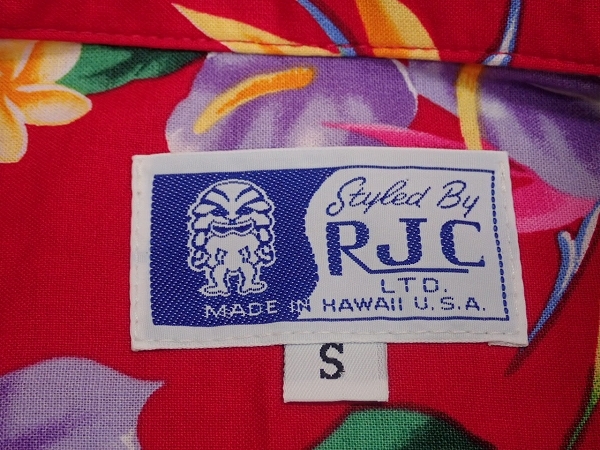 Styled By
RJC
LTD.
MADE IN HAWAII U.S.A.
S